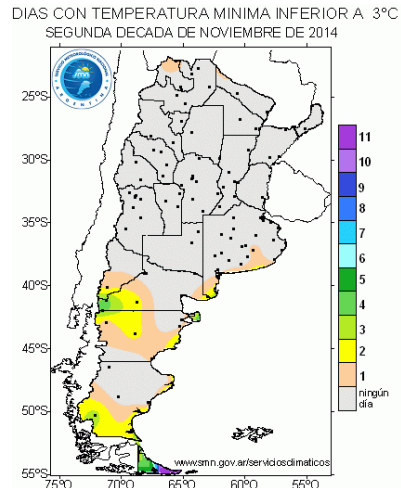 DIAS CON TEMPERATURA MINIMA INFERIOR A 3°C
SEGUNDA DECADA DE NOVIEMBRE DE 2014
smn
ARGENTINA
25°S
30°S
35°S
40°S
45°S
50°S
55°S
75°O
70°O
65°O
60°O
55°O
11
10
9
8
7
6
5
4
3
2
1
ningún
día
www.smn.gov.ar/serviciosclimaticos